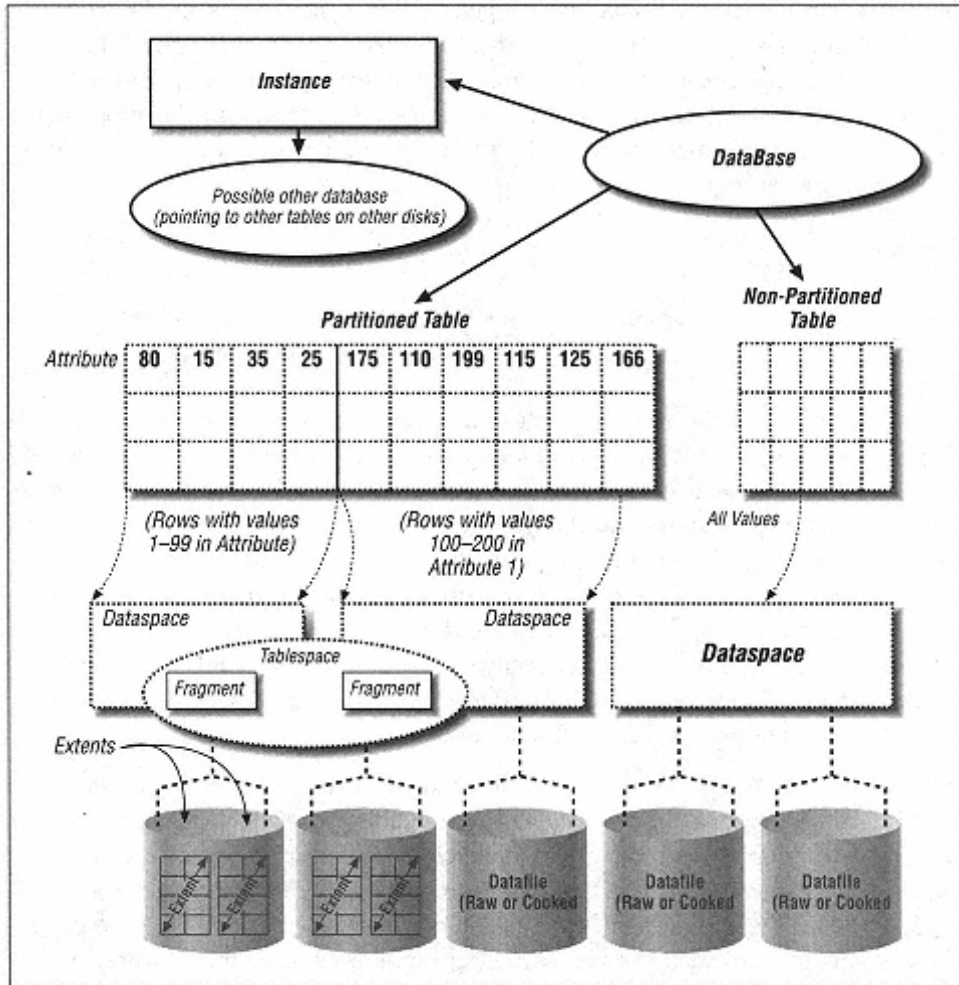 Instance
DataBase
Possible other database
(pointing to other tables on other disks)
Non-Partitioned
Table
Partitioned Table
Attribute 80 15 35 25 175 110 199 115 125 166
(Rows with values
1–99 in Attribute)
(Rows with values
100–200 in
Attribute 1)
All Values
Dataspace
Dataspace
Dataspace
Tablespace
Fragment
Fragment
Extents
Extent
Extent
Extent
Extent
Datafile
(Raw or Cooked
Datafile
(Raw or Cooked
Datafile
(Raw or Cooked